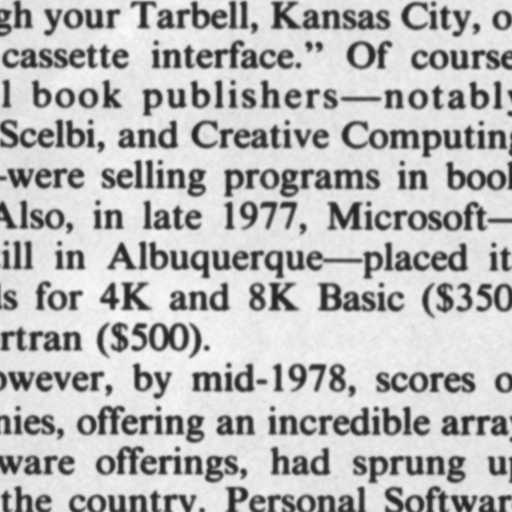 gh your Tarbell, Kansas City, o
cassette interface.” Of course
l book publishers—notably
Scelbi, and Creative Computing
-were selling programs in book
Also, in late 1977, Microsoft—
ill in Albuquerque—placed it
ls for 4K and 8K Basic ($350
rtran ($500).
owever, by mid-1978, scores o
nies, offering an incredible array
ware offerings, had sprung up
the country. Personal Softwar